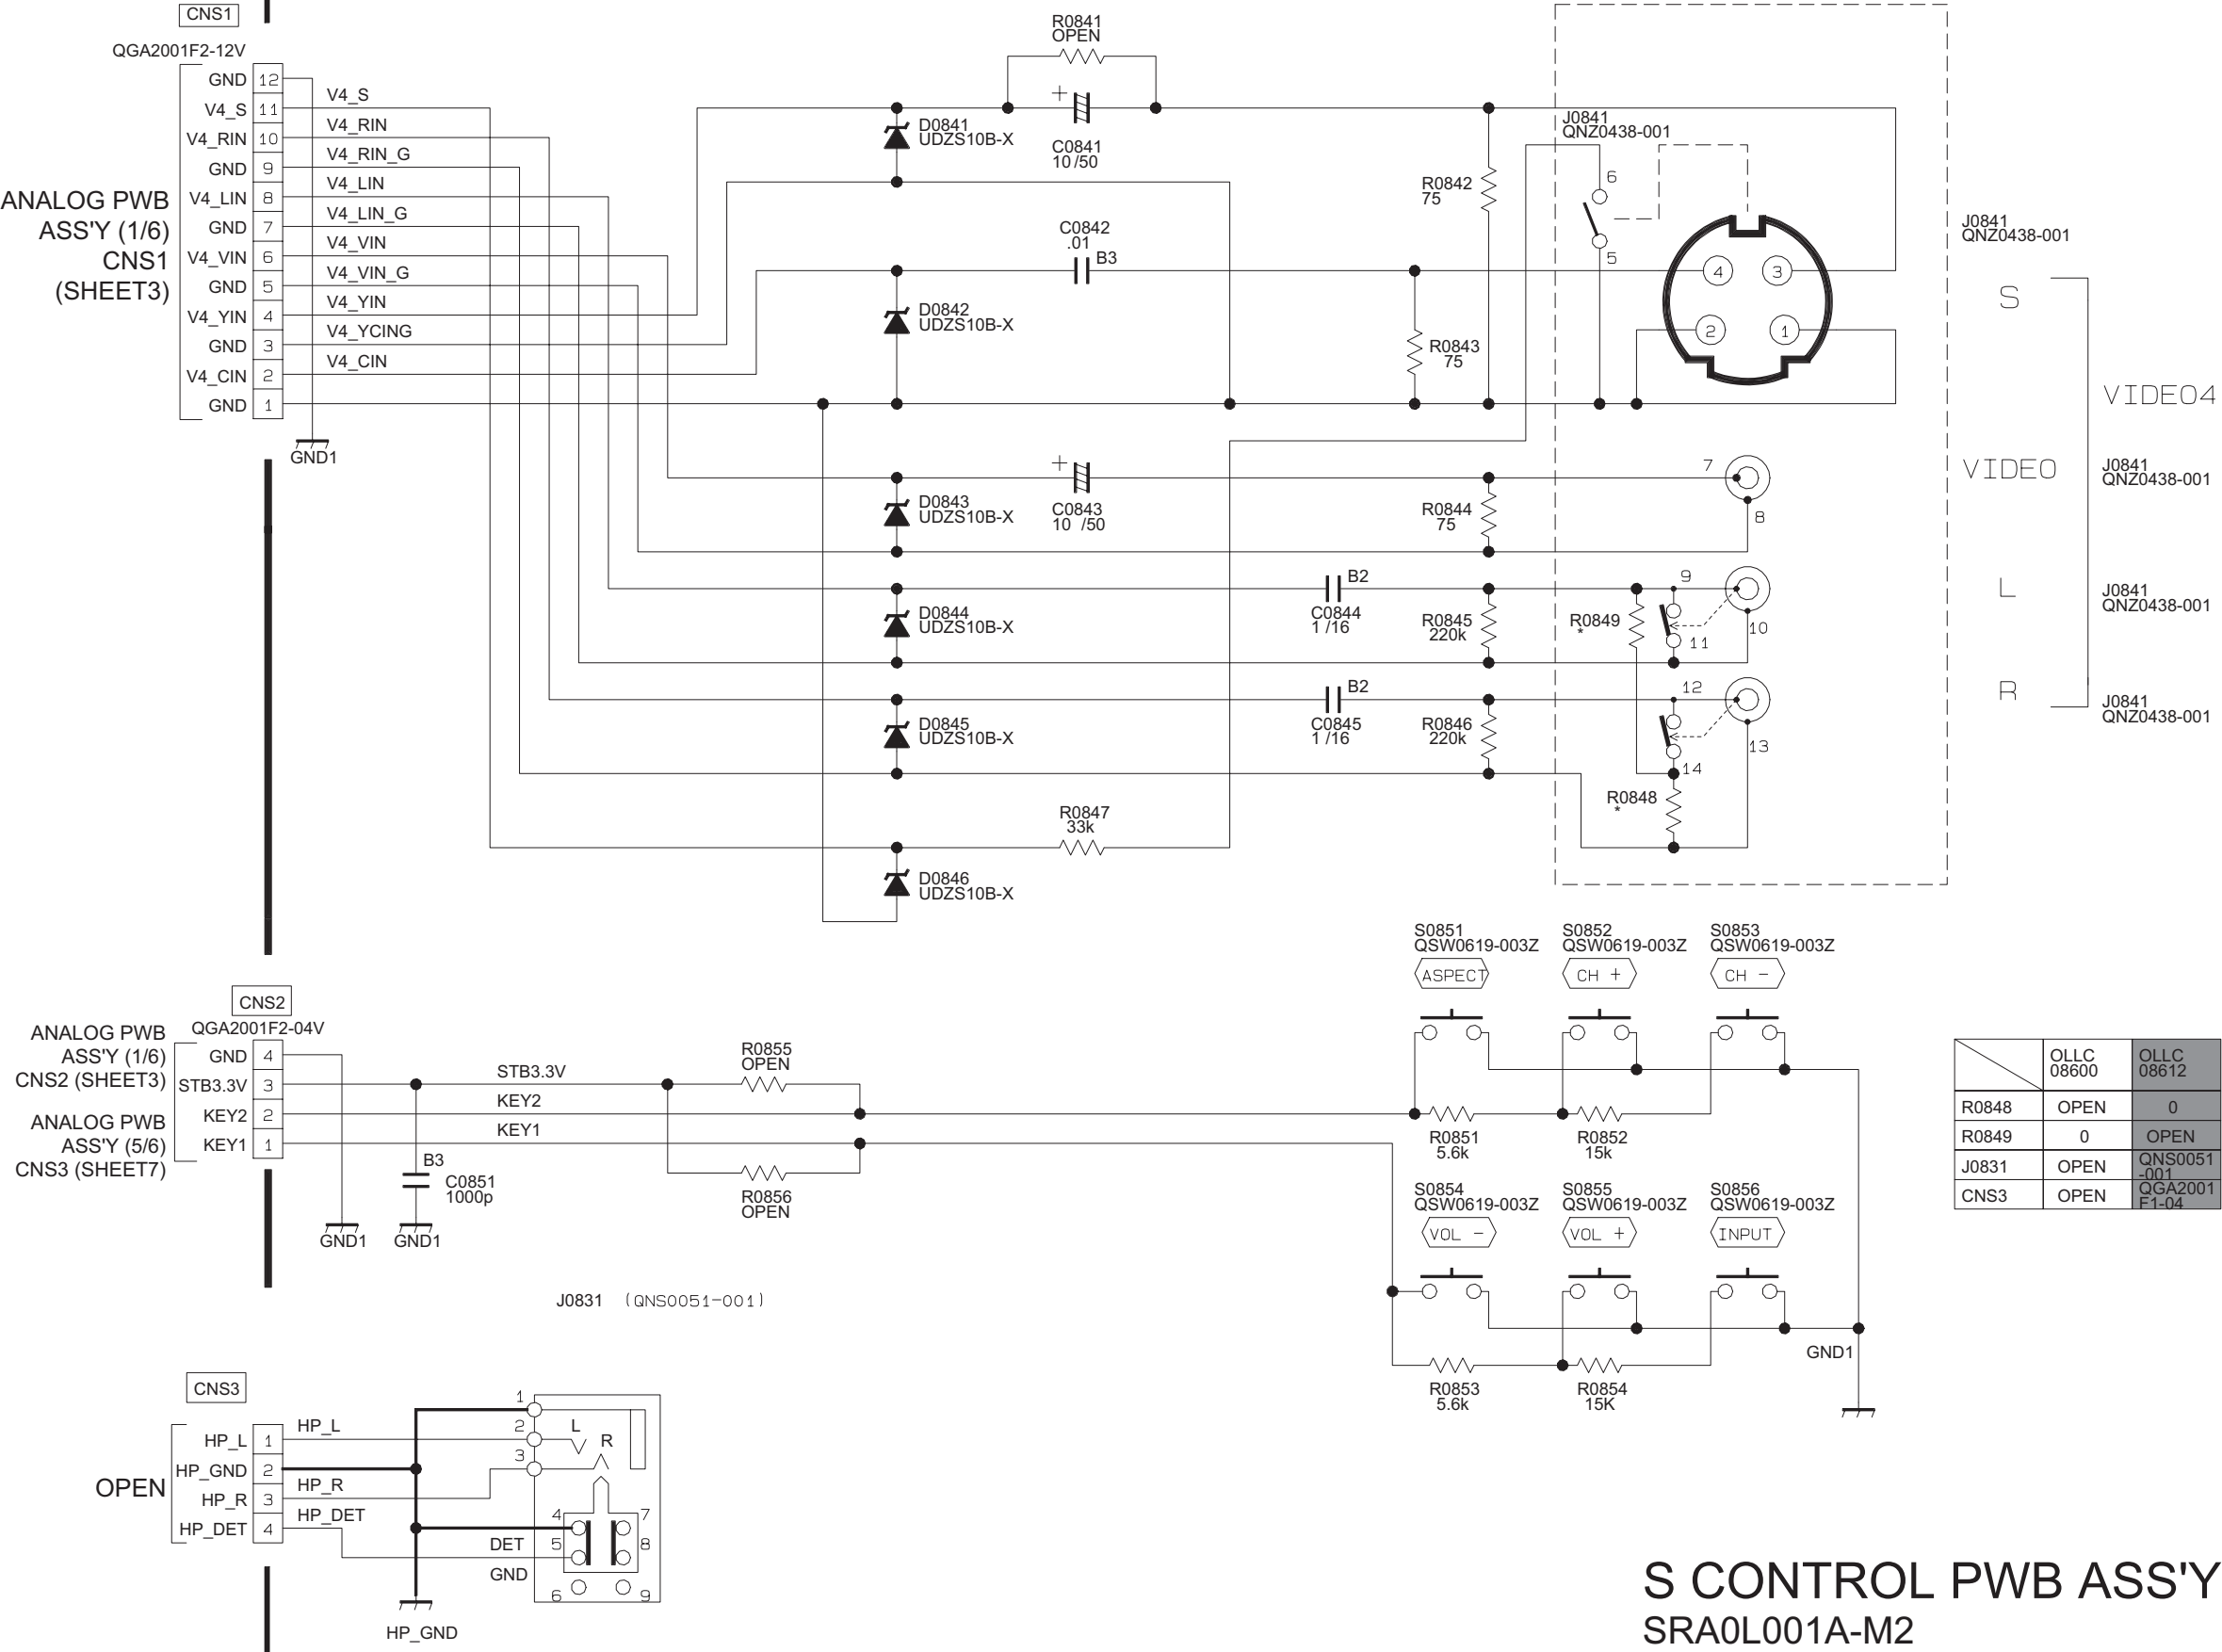 CNS1
QGA2001F2-12V
ANALOG PWB
ASS'Y (1/6)
CNS1
(SHEET3)
GND 12
V4_S 11
V4_RIN 10
GND 9
V4_LIN 8
GND 7
V4_VIN 6
GND 5
V4_YIN 4
GND 3
V4_CIN 2
GND 1
V4_S
V4_RIN
V4_RIN_G
V4_LIN
V4_LIN_G
V4_VIN
V4_VIN_G
V4_YIN
V4_YCING
V4_CIN
GND1
R0841
OPEN
+
C0841
10 /50
D0841
UDZS10B-X
C0842
.01
B3
D0842
UDZS10B-X
R0842
75
R0843
75
J0841
QNZ0438-001
6
5
4
3
2
1
J0841
QNZ0438-001
S
VIDEO4
+
D0843
UDZS10B-X
C0843
10 /50
R0844
75
7
8
VIDEO
J0841
QNZ0438-001
D0844
UDZS10B-X
B2
C0844
1 /16
R0845
220k
R0849
*
9
10
11
L
J0841
QNZ0438-001
D0845
UDZS10B-X
B2
C0845
1 /16
R0846
220k
12
13
14
R
J0841
QNZ0438-001
R0848
*
R0847
33k
D0846
UDZS10B-X
CNS2
QGA2001F2-04V
ANALOG PWB
ASS'Y (1/6)
CNS2 (SHEET3)
ANALOG PWB
ASS'Y (5/6)
CNS3 (SHEET7)
GND 4
STB3.3V 3
KEY2 2
KEY1 1
STB3.3V
KEY2
KEY1
B3
C0851
1000p
GND1
GND1
R0855
OPEN
R0856
OPEN
S0851
QSW0619-003Z
ASPECT
S0852
QSW0619-003Z
CH +
S0853
QSW0619-003Z
CH -
R0851
5.6k
R0852
15k
S0854
QSW0619-003Z
VOL -
S0855
QSW0619-003Z
VOL +
S0856
QSW0619-003Z
INPUT
R0853
5.6k
R0854
15K
GND1
OLLC 08600 OLLC 08612
R0848 OPEN 0
R0849 0 OPEN
J0831 OPEN QNS0051-001
CNS3 OPEN QGA2001F1-04
J0831 (QNS0051-001)
CNS3
OPEN
HP_L 1
HP_GND 2
HP_R 3
HP_DET 4
HP_L
HP_R
HP_DET
1
2
3
L
R
4
7
DET 5
8
GND
6
9
HP_GND
S CONTROL PWB ASS'Y
SRA0L001A-M2